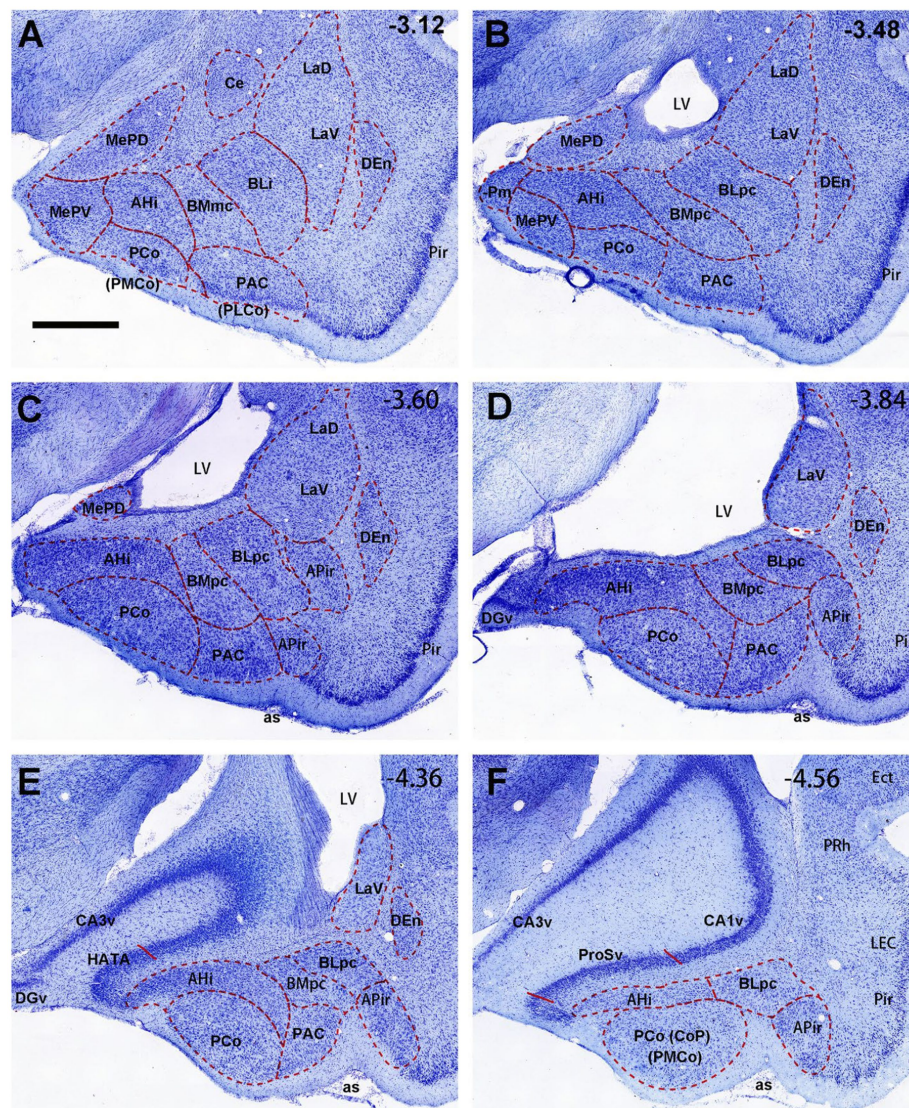 A
-3.12
LaD
Ce
LaV
MePD
DEn
BLi
AHi
BMmc
MePV
PCo
Pir
PAC
(PMCo)
(PLCo)
B
-3.48
LaD
LV
LaV
MePD
DEn
BLpc
Pm
AHi
BMpc
MePV
PCo
Pir
PAC
C
-3.60
LaD
LV
LaV
MePD
DEn
AHi
BLpc
BMpc
APir
PCo
APir
PAC
Pir
as
D
-3.84
LaV
LV
DEn
BLpc
AHi
BMpc
DGv
APir
PCo
PAC
Pi
as
E
-4.36
LV
LaV
CA3v
DEn
HATA
BLpc
AHi
BMpc
DGv
APir
PCo
PAC
as
F
-4.56
Ect
PRh
CA3v
CA1v
LEC
ProSv
BLpc
AHi
Pir
PCo (CoP)
APir
(PMCo)
as